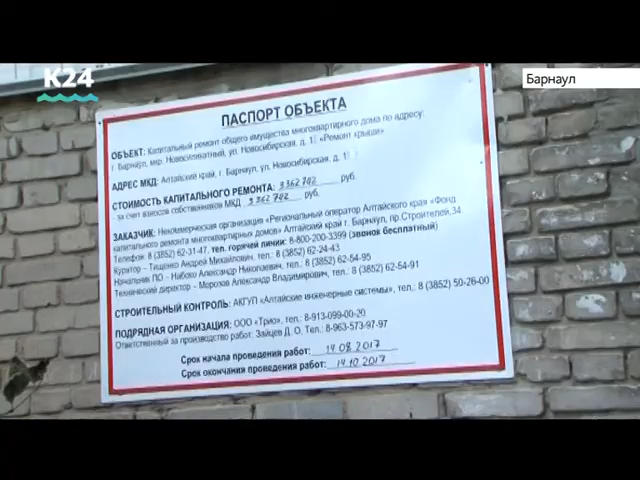 К24
Барнаул
ПАСПОРТ ОБЪЕКТА
ОБЪЕКТ: Капитальный ремонт общего имущества многоквартирного дома по адресу:
г. Барнаул, мкр. Новосиликатный, ул. Новосибирская, д. 1 «Ремонт крыши»
АДРЕС МКД: Алтайский край, г. Барнаул, ул. Новосибирская, д. 1
СТОИМОСТЬ КАПИТАЛЬНОГО РЕМОНТА: 3362742 руб.
- за счет взносов собственников МКД 3362742 руб.
ЗАКАЗЧИК: Некоммерческая организация «Региональный оператор Алтайского края «Фонд
капитального ремонта многоквартирных домов» Алтайский край г. Барнаул, пр.Строителей,34
Телефон: 8 (3852) 62-31-47, тел. горячей линии: 8-800-200-3399 (звонок бесплатный)
Куратор – Тищенко Андрей Михайлович, тел.: 8 (3852) 62-24-43
Начальник ПО – Набоко Александр Николаевич, тел.: 8 (3852) 62-54-95
Технический директор – Морозов Александр Владимирович, тел.: 8 (3852) 62-54-91
СТРОИТЕЛЬНЫЙ КОНТРОЛЬ: АКГУП «Алтайские инженерные системы», тел.: 8 (3852) 50-26-00
ПОДРЯДНАЯ ОРГАНИЗАЦИЯ: ООО «Трио», тел.: 8-913-099-00-20
Ответственный за производство работ: Зайцев Д. О, Тел.: 8-963-573-97-97
Срок начала проведения работ: 14.08.2017
Срок окончания проведения работ: 14.10.2017